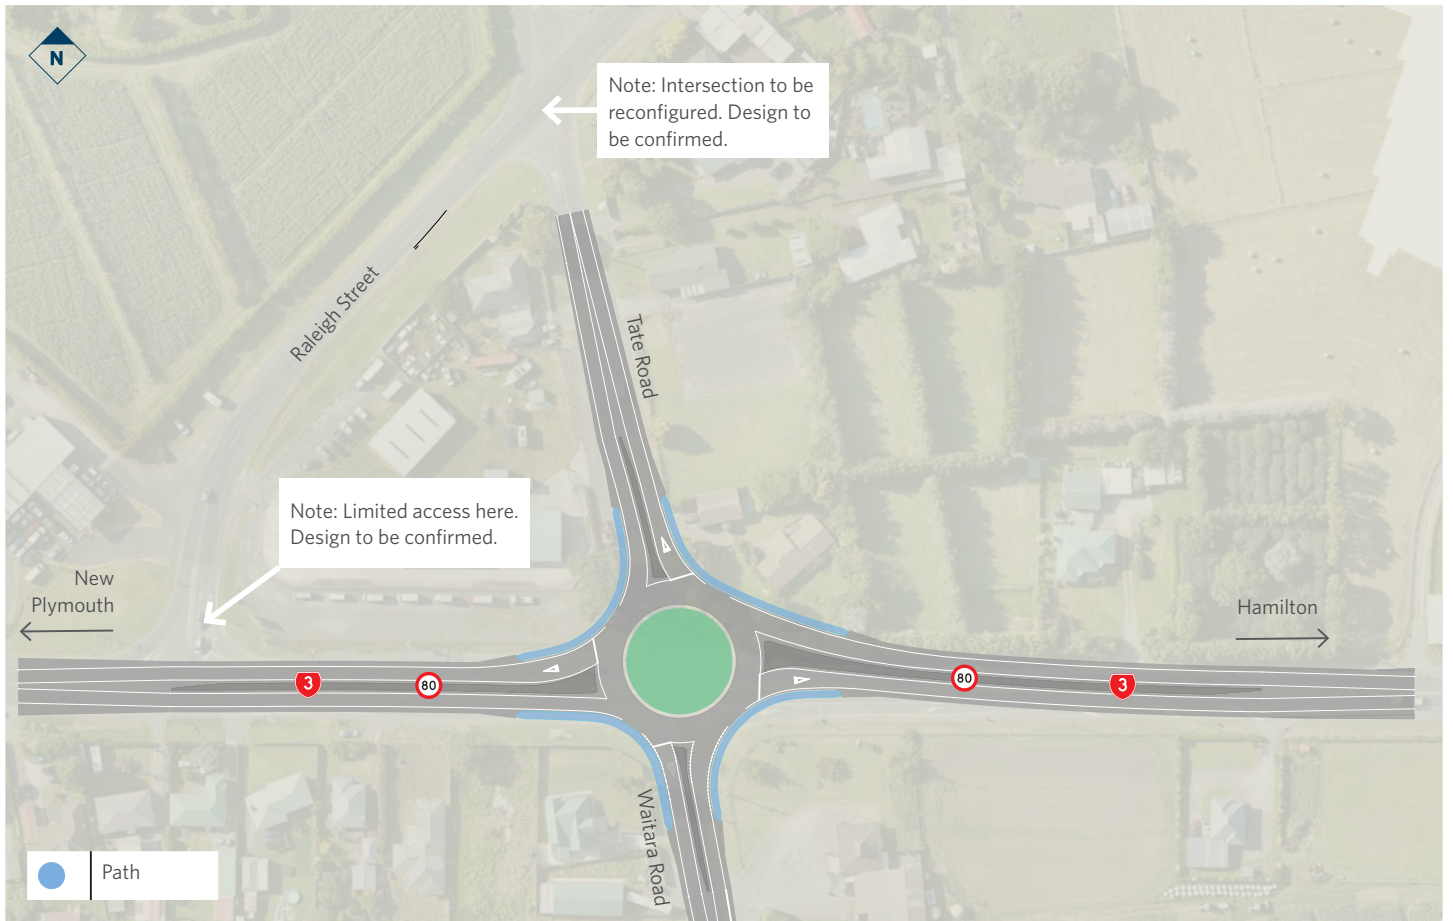 N
Note: Intersection to be
reconfigured. Design to
be confirmed.
Raleigh Street
Tate Road
Note: Limited access here.
Design to be confirmed.
New
Plymouth
Hamilton
3
80
80
3
Waitara Road
Path